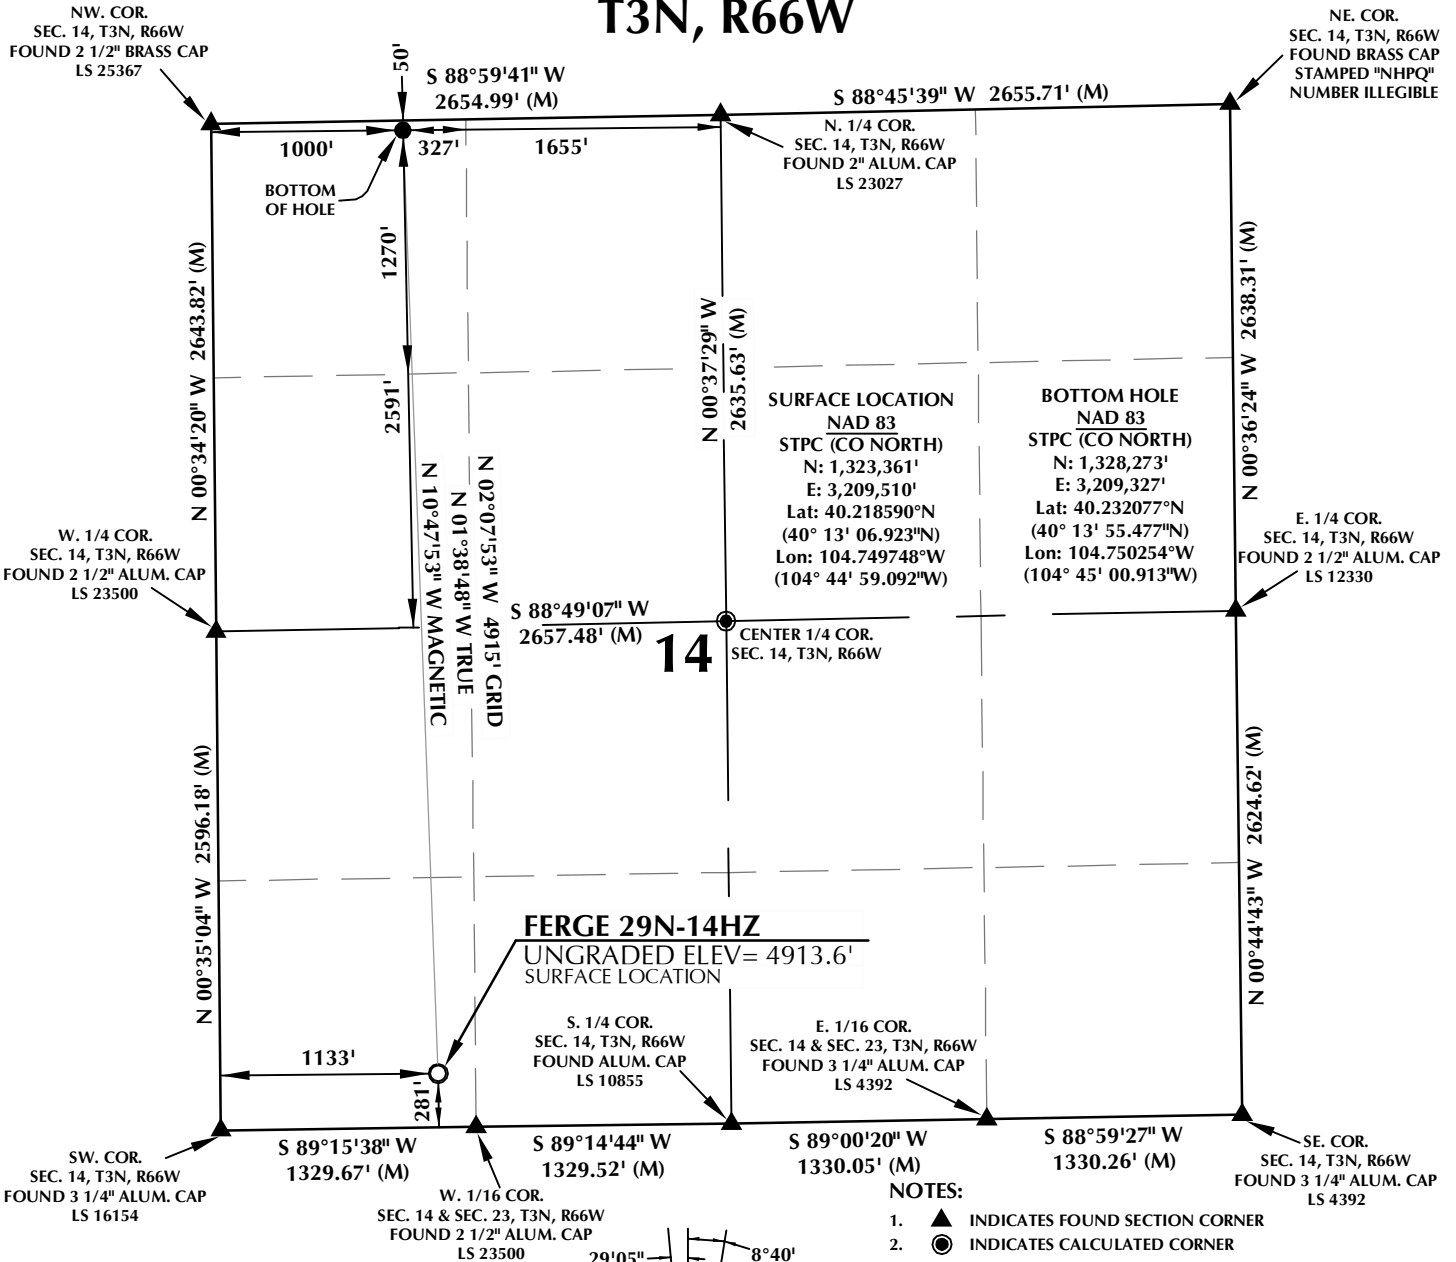 T3N, R66W
NW. COR.
SEC. 14, T3N, R66W
FOUND 2 1/2" BRASS CAP
LS 25367
50'
S 88°59'41" W
2654.99' (M)
S 88°45'39" W 2655.71' (M)
NE. COR.
SEC. 14, T3N, R66W
FOUND BRASS CAP
STAMPED "NHPQ"
NUMBER ILLEGIBLE
1000'
327'
1655'
N. 1/4 COR.
SEC. 14, T3N, R66W
FOUND 2" ALUM. CAP
LS 23027
BOTTOM
OF HOLE
1270'
2591'
N 00°34'20" W 2643.82' (M)
N 00°37'29" W
2635.63' (M)
N 00°36'24" W 2638.31' (M)
SURFACE LOCATION
NAD 83
STPC (CO NORTH)
N: 1,323,361'
E: 3,209,510'
Lat: 40.218590°N
(40° 13' 06.923"N)
Lon: 104.749748°W
(104° 44' 59.092"W)
BOTTOM HOLE
NAD 83
STPC (CO NORTH)
N: 1,328,273'
E: 3,209,327'
Lat: 40.232077°N
(40° 13' 55.477"N)
Lon: 104.750254°W
(104° 45' 00.913"W)
N 02°07'53" W 4915' GRID
N 01°38'48" W TRUE
N 10°47'53" W MAGNETIC
W. 1/4 COR.
SEC. 14, T3N, R66W
FOUND 2 1/2" ALUM. CAP
LS 23500
E. 1/4 COR.
SEC. 14, T3N, R66W
FOUND 2 1/2" ALUM. CAP
LS 12330
S 88°49'07" W
2657.48' (M)
14
CENTER 1/4 COR.
SEC. 14, T3N, R66W
N 00°35'04" W 2596.18' (M)
N 00°44'43" W 2624.62' (M)
FERGE 29N-14HZ
UNGRADED ELEV= 4913.6'
SURFACE LOCATION
1133'
281'
S. 1/4 COR.
SEC. 14, T3N, R66W
FOUND ALUM. CAP
LS 10855
E. 1/16 COR.
SEC. 14 & SEC. 23, T3N, R66W
FOUND 3 1/4" ALUM. CAP
LS 4392
S 89°15'38" W
1329.67' (M)
S 89°14'44" W
1329.52' (M)
S 89°00'20" W
1330.05' (M)
S 88°59'27" W
1330.26' (M)
SW. COR.
SEC. 14, T3N, R66W
FOUND 3 1/4" ALUM. CAP
LS 16154
W. 1/16 COR.
SEC. 14 & SEC. 23, T3N, R66W
FOUND 2 1/2" ALUM. CAP
LS 23500
SE. COR.
SEC. 14, T3N, R66W
FOUND 3 1/4" ALUM. CAP
LS 4392
NOTES:
1. INDICATES FOUND SECTION CORNER
2. INDICATES CALCULATED CORNER
29'05"
8°40'